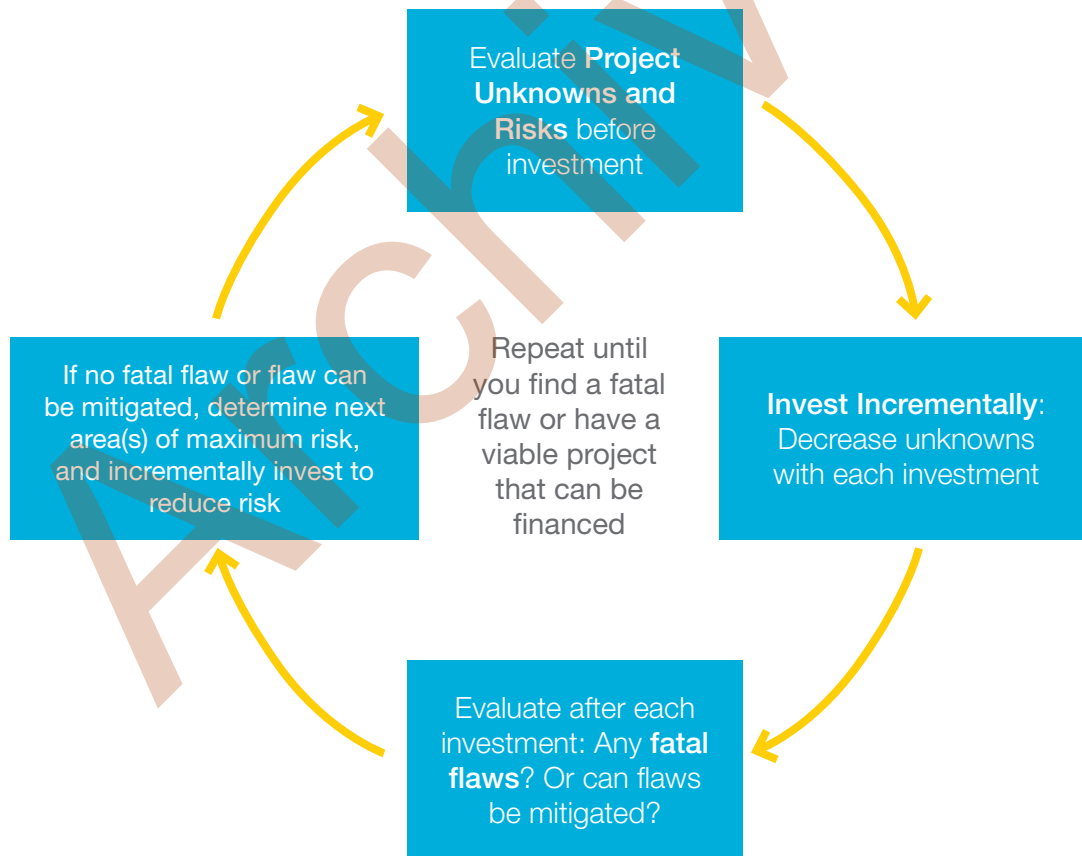 Evaluate Project
Unknowns and
Risks before
investment
Invest Incrementally:
Decrease unknowns
with each investment
Evaluate after each
investment: Any fatal
flaws? Or can flaws
be mitigated?
If no fatal flaw or flaw can
be mitigated, determine next
area(s) of maximum risk,
and incrementally invest to
reduce risk
Repeat until
you find a fatal
flaw or have a
viable project
that can be
financed
Archiv